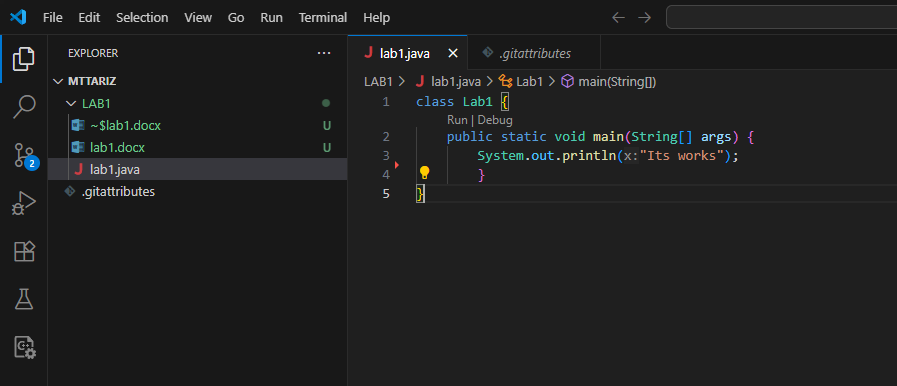 File Edit Selection View Go Run Terminal Help
EXPLORER ...
MTTARIZ
LAB1
~$lab1.docx U
lab1.docx U
J lab1.java
.gitattributes
2
J lab1.java × .gitattributes
LAB1 > J lab1.java > Lab1 > main(String[])
1 class Lab1 {
Run | Debug
2 public static void main(String[] args) {
3 System.out.println(x:"Its works");
4 }
5 }